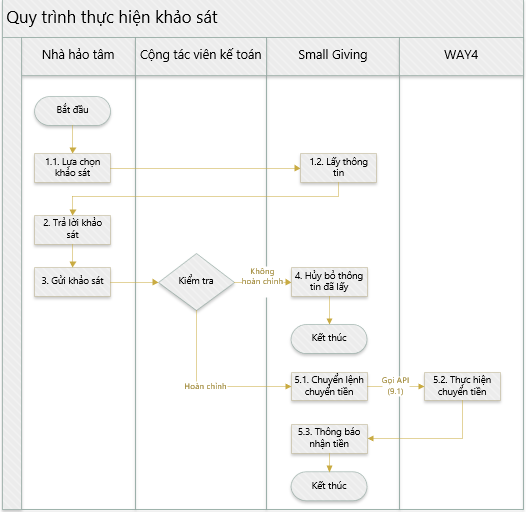 Quy trình thực hiện khảo sát
Nhà hảo tâm
Cộng tác viên kế toán
Small Giving
WAY4
Bắt đầu
1.1. Lựa chọn
khảo sát
1.2. Lấy thông
tin
2. Trả lời khảo
sát
3. Gửi khảo sát
Kiểm tra
Không
hoàn chỉnh
4. Hủy bỏ thông
tin đã lấy
Kết thúc
Hoàn chỉnh
5.1. Chuyển lệnh
chuyển tiền
Gọi API
(9.1)
5.2. Thực hiện
chuyển tiền
5.3. Thông báo
nhận tiền
Kết thúc